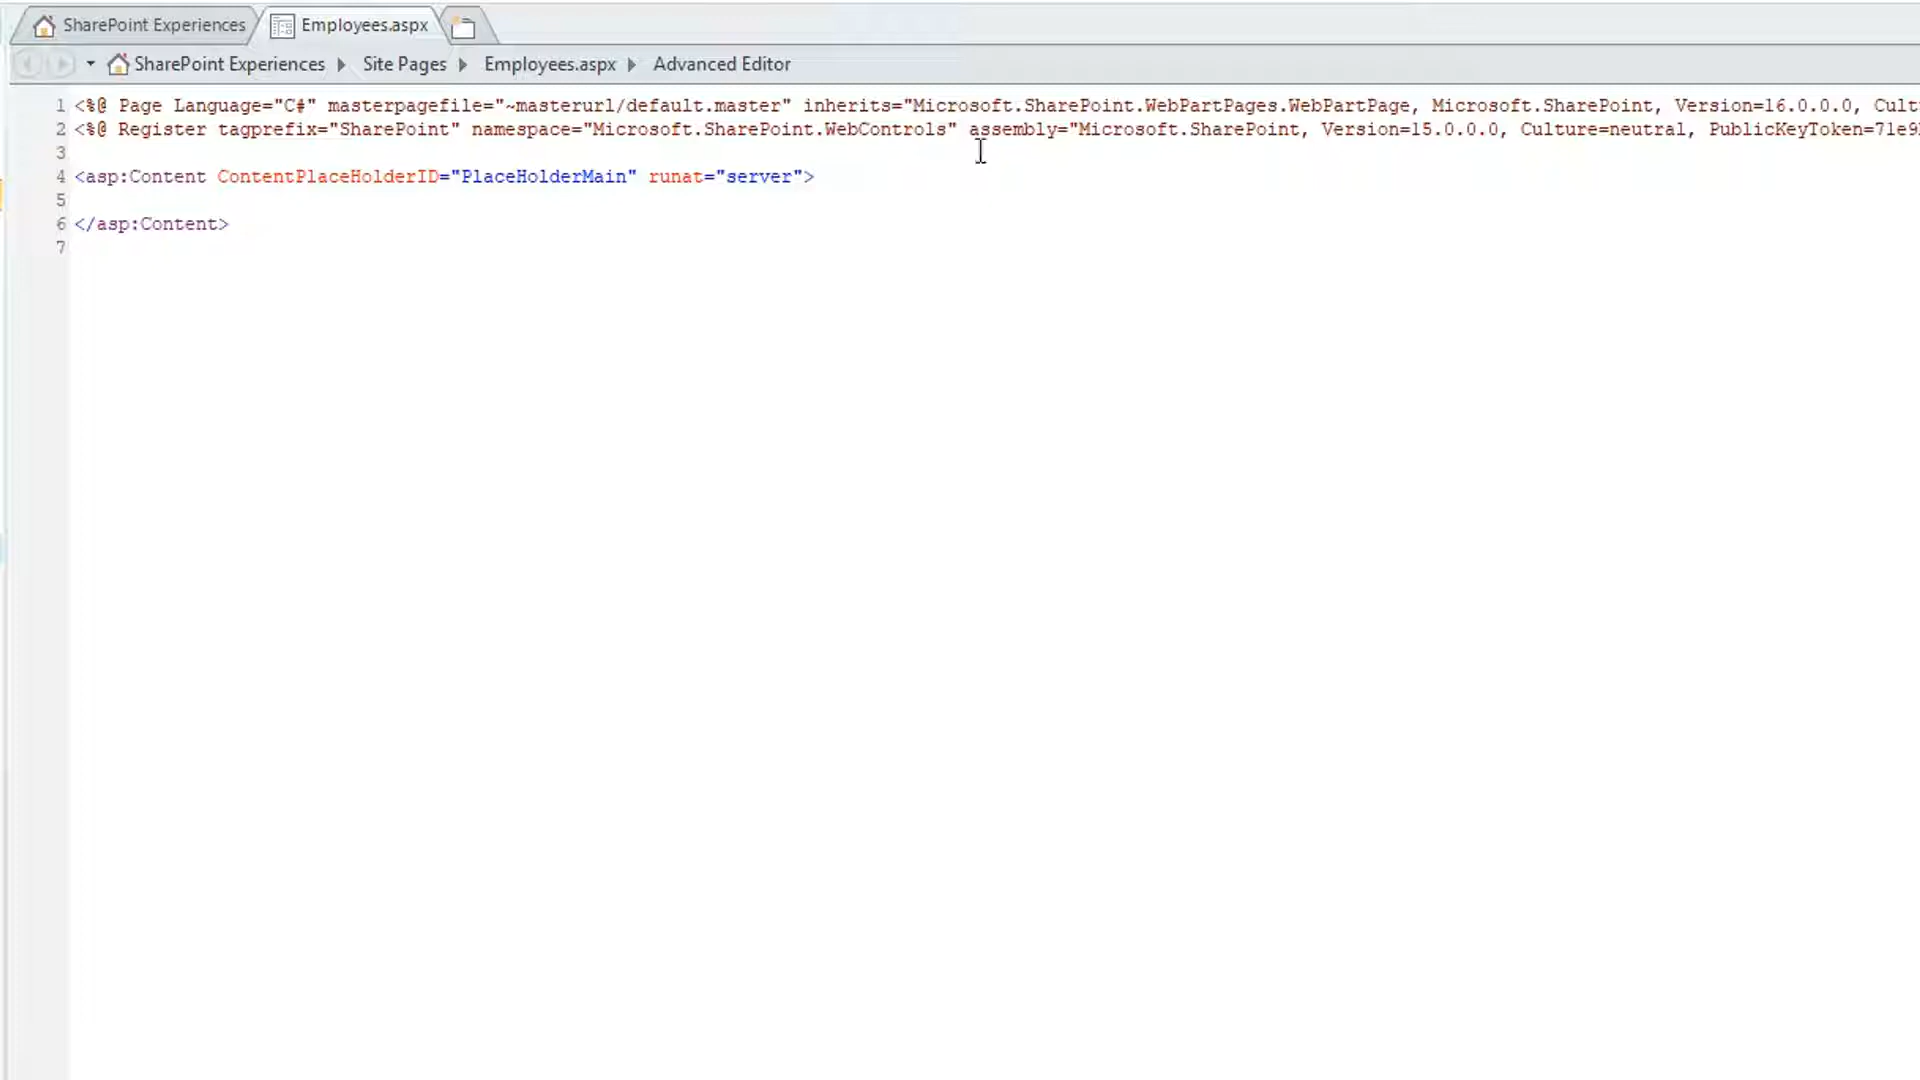 SharePoint Experiences Employees.aspx
SharePoint Experiences Site Pages Employees.aspx Advanced Editor
1 <%@ Page Language="C#" masterpagefile="~masterurl/default.master" inherits="Microsoft.SharePoint.WebPartPages.WebPartPage, Microsoft.SharePoint, Version=16.0.0.0, Cult
2 <%@ Register tagprefix="SharePoint" namespace="Microsoft.SharePoint.WebControls" assembly="Microsoft.SharePoint, Version=15.0.0.0, Culture=neutral, PublicKeyToken=71e9
3
4 <asp:Content ContentPlaceHolderID="PlaceHolderMain" runat="server">
5
6 </asp:Content>
7